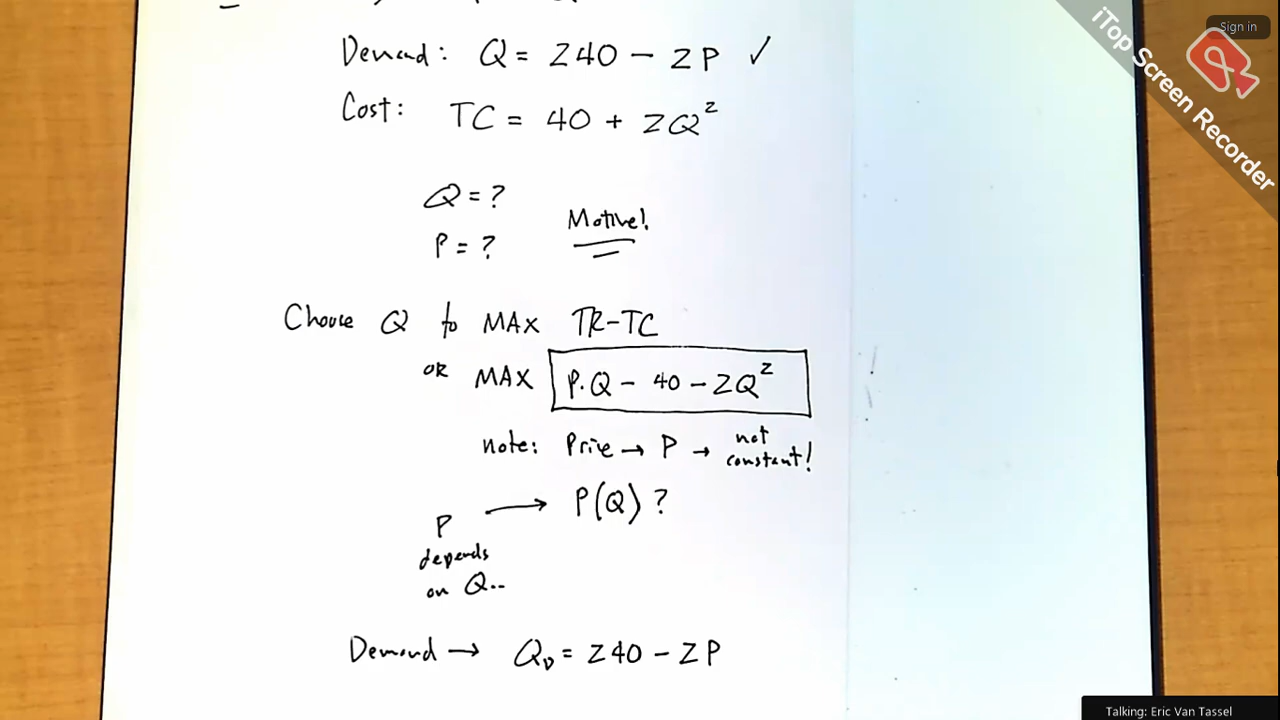 Demand: Q = 240 - 2P ✓
Cost: TC = 40 + 2Q²
Q = ?
P = ?
Motive!
Choose Q to MAX TR-TC
OR MAX P.Q - 40 - 2Q²
note: Price → P → not constant!
P → P(Q)?
depends
on Q..
Demand → QD = 240 - 2P
iTop Screen Recorder
Sign in
Talking: Eric Van Tassel